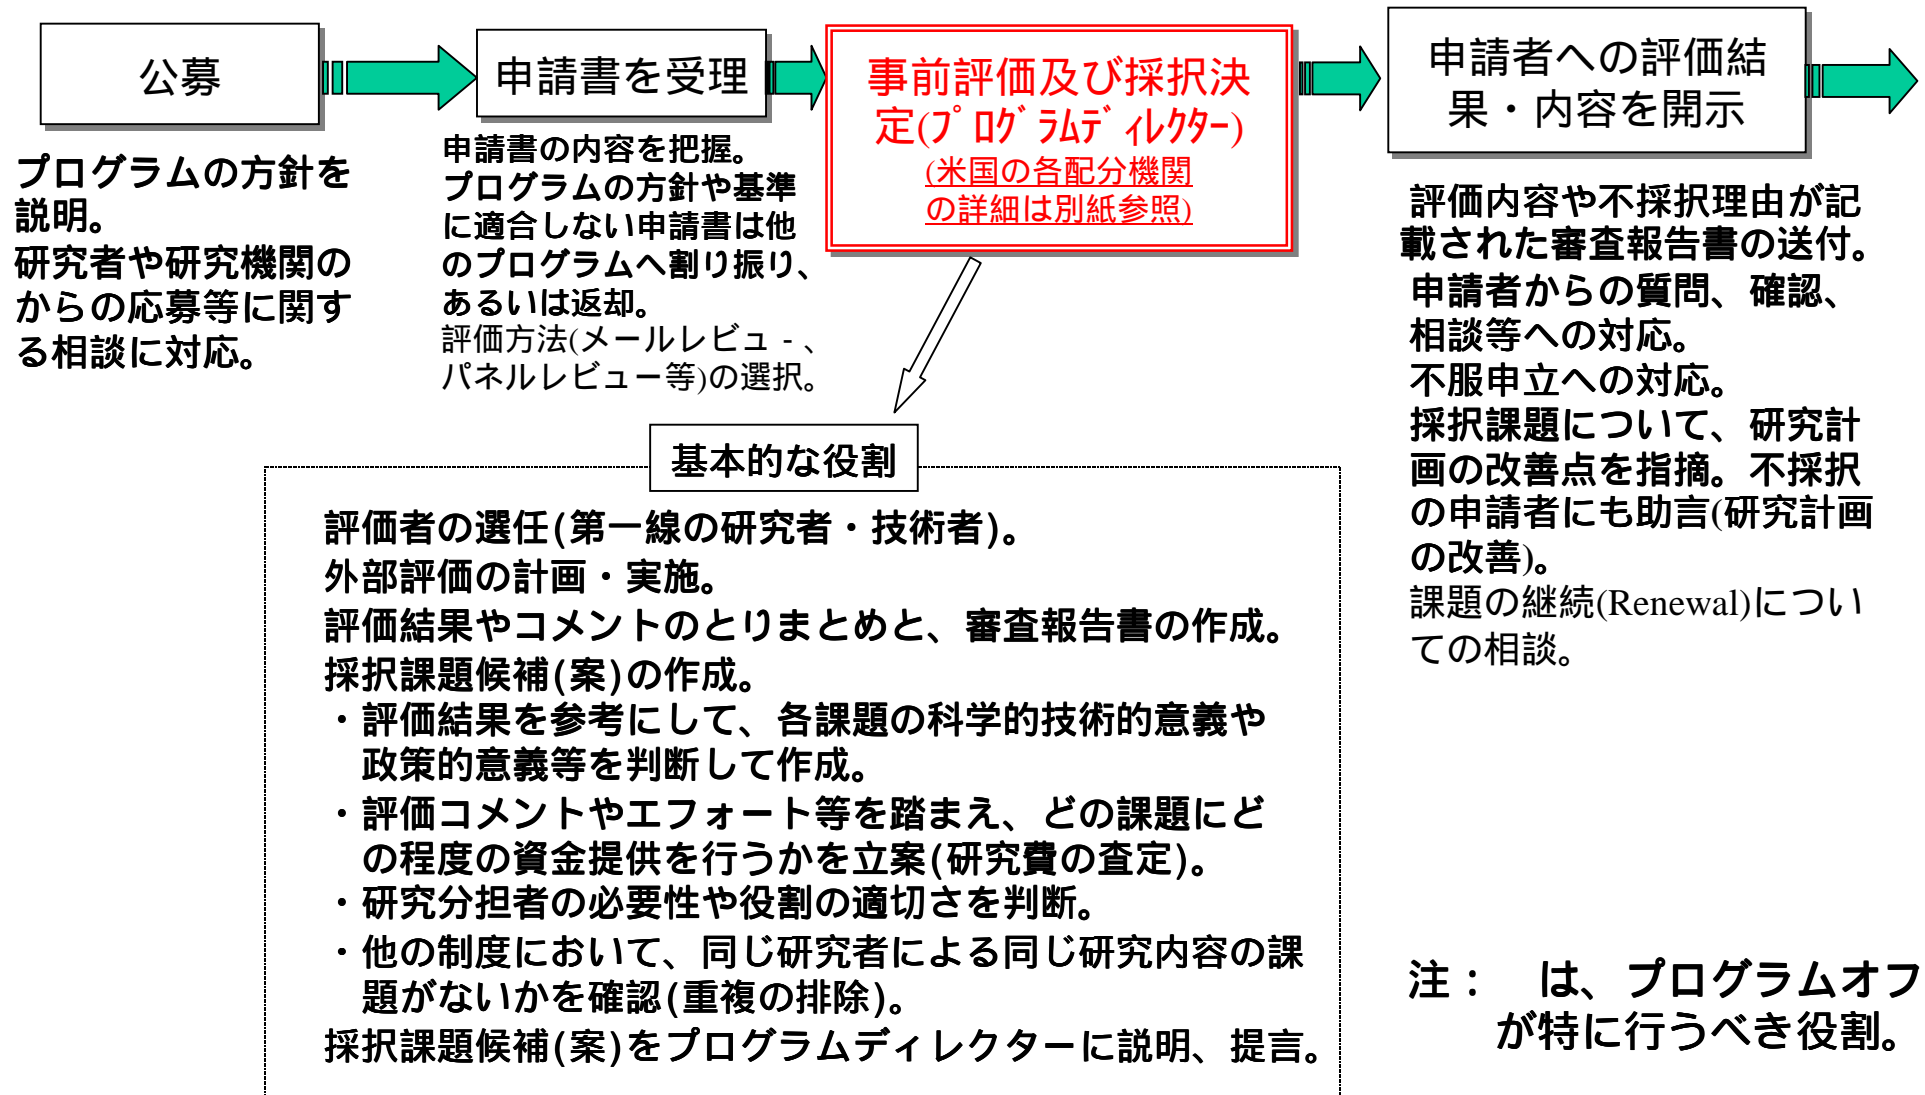 公募
プログラムの方針を
説明。
研究者や研究機関の
からの応募等に関す
る相談に対応。
申請書を受理
申請書の内容を把握。
プログラムの方針や基準
に適合しない申請書は他
のプログラムへ割り振り、
あるいは返却。
評価方法(メールレビュ‐、
パネルレビュー等)の選択。
事前評価及び採択決
定(ﾌﾟﾛｸﾞﾗﾑﾃﾞｨﾚｸﾀｰ)
(米国の各配分機関
の詳細は別紙参照)
申請者への評価結
果・内容を開示
評価内容や不採択理由が記
載された審査報告書の送付。
申請者からの質問、確認、
相談等への対応。
不服申立への対応。
採択課題について、研究計
画の改善点を指摘。不採択
の申請者にも助言(研究計画
の改善)。
課題の継続(Renewal)につい
ての相談。
基本的な役割
評価者の選任(第一線の研究者・技術者)。
外部評価の計画・実施。
評価結果やコメントのとりまとめと、審査報告書の作成。
採択課題候補(案)の作成。
・評価結果を参考にして、各課題の科学的技術的意義や
政策的意義等を判断して作成。
・評価コメントやエフォート等を踏まえ、どの課題にど
の程度の資金提供を行うかを立案(研究費の査定)。
・研究分担者の必要性や役割の適切さを判断。
・他の制度において、同じ研究者による同じ研究内容の課
題がないかを確認(重複の排除)。
採択課題候補(案)をプログラムディレクターに説明、提言。
注： は、プログラムオフ
が特に行うべき役割。